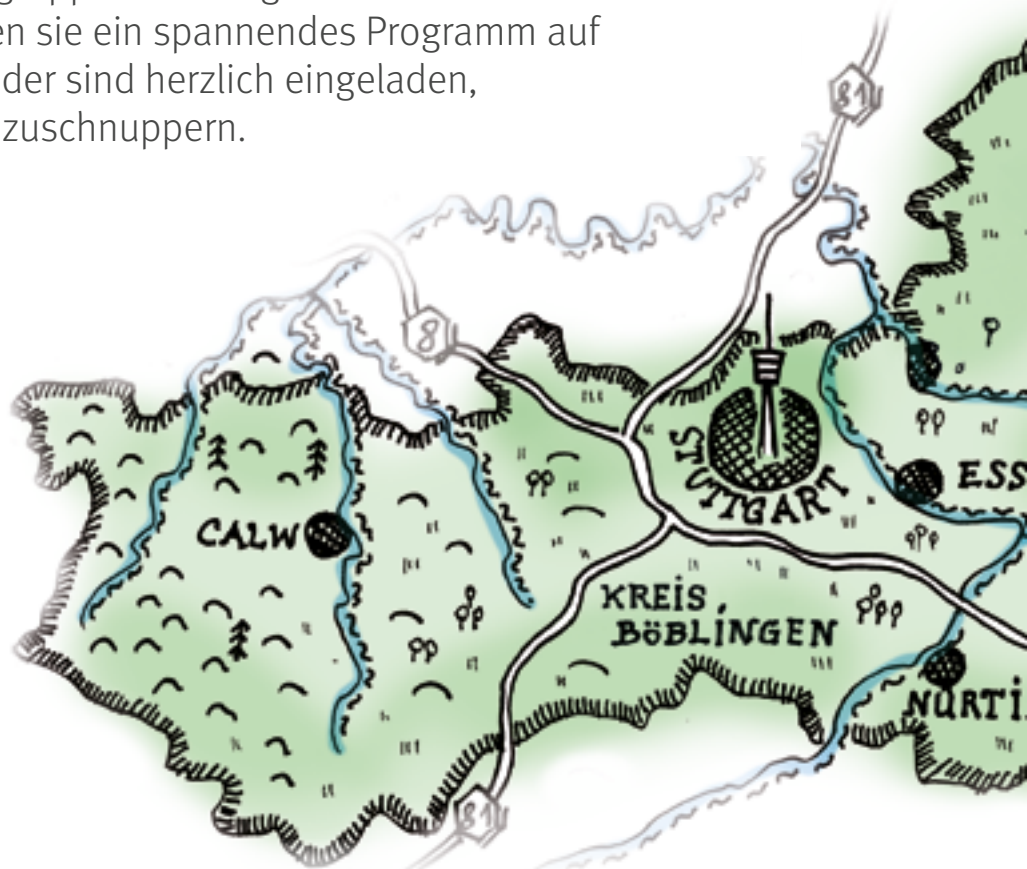 en sie ein spannendes Programm auf
der sind herzlich eingeladen,
zuschnuppern.
81
8
STUTTGART
ESS
CALW
KREIS
BÖBLINGEN
NÜRTI
81